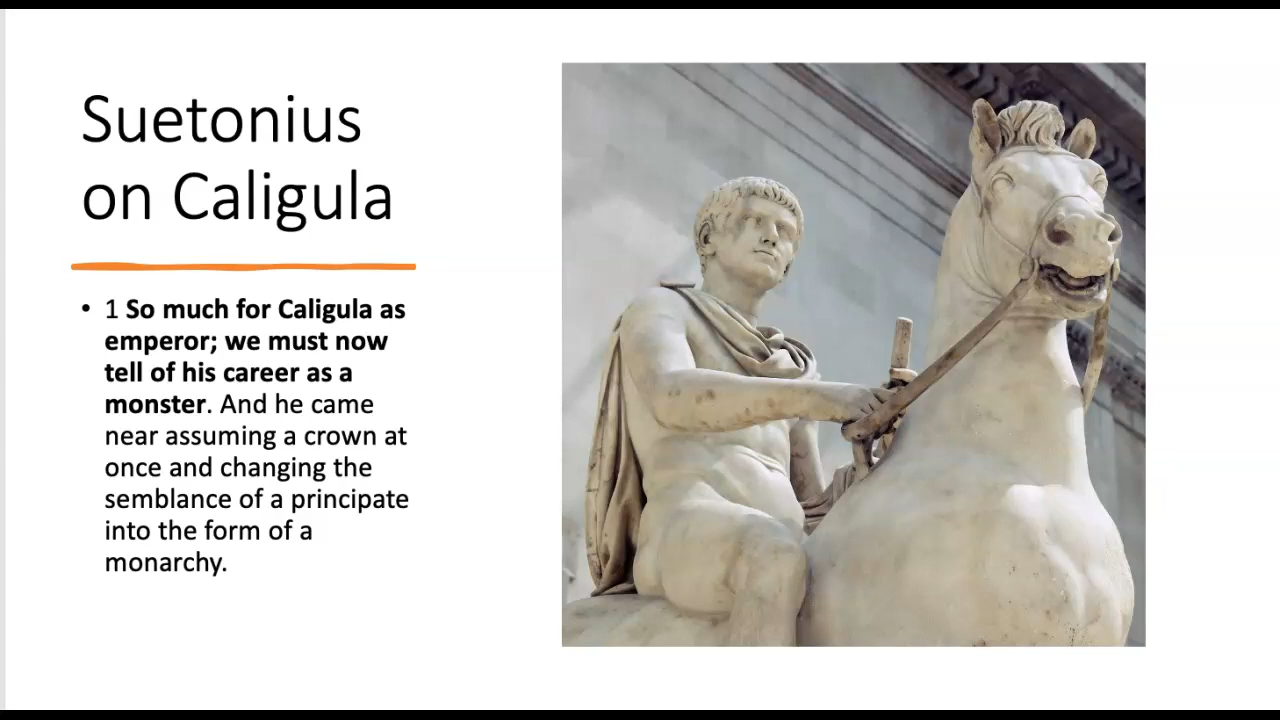 Suetonius
on Caligula
• 1 So much for Caligula as
emperor; we must now
tell of his career as a
monster. And he came
near assuming a crown at
once and changing the
semblance of a principate
into the form of a
monarchy.